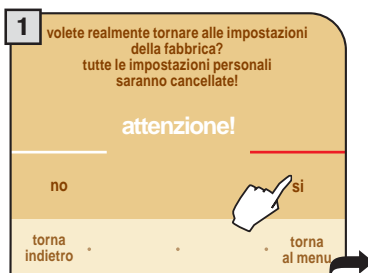 1
volete realmente tornare alle impostazioni
della fabbrica?
tutte le impostazioni personali
saranno cancellate!
attenzione!
no
si
torna
indietro
torna
al menu